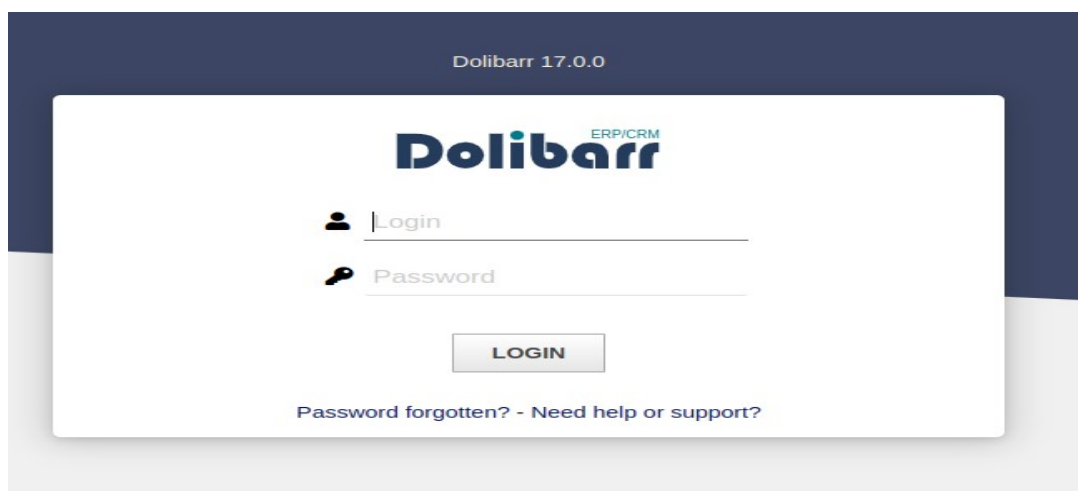 Dolibarr 17.0.0
ERP/CRM
Dolibarr
Login
Password
LOGIN
Password forgotten? - Need help or support?